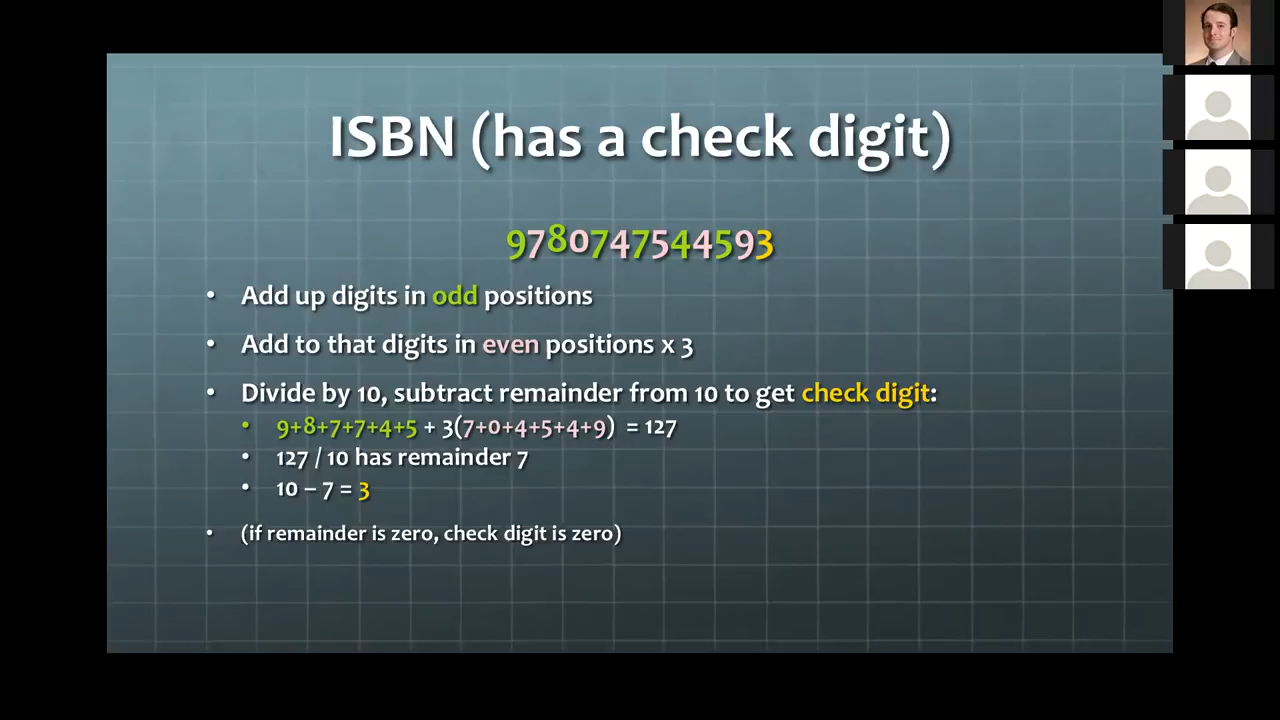 ISBN (has a check digit)
9780747544593
• Add up digits in odd positions
• Add to that digits in even positions x 3
• Divide by 10, subtract remainder from 10 to get check digit:
• 9+8+7+7+4+5 + 3(7+0+4+5+4+9) = 127
• 127 / 10 has remainder 7
• 10 – 7 = 3
• (if remainder is zero, check digit is zero)